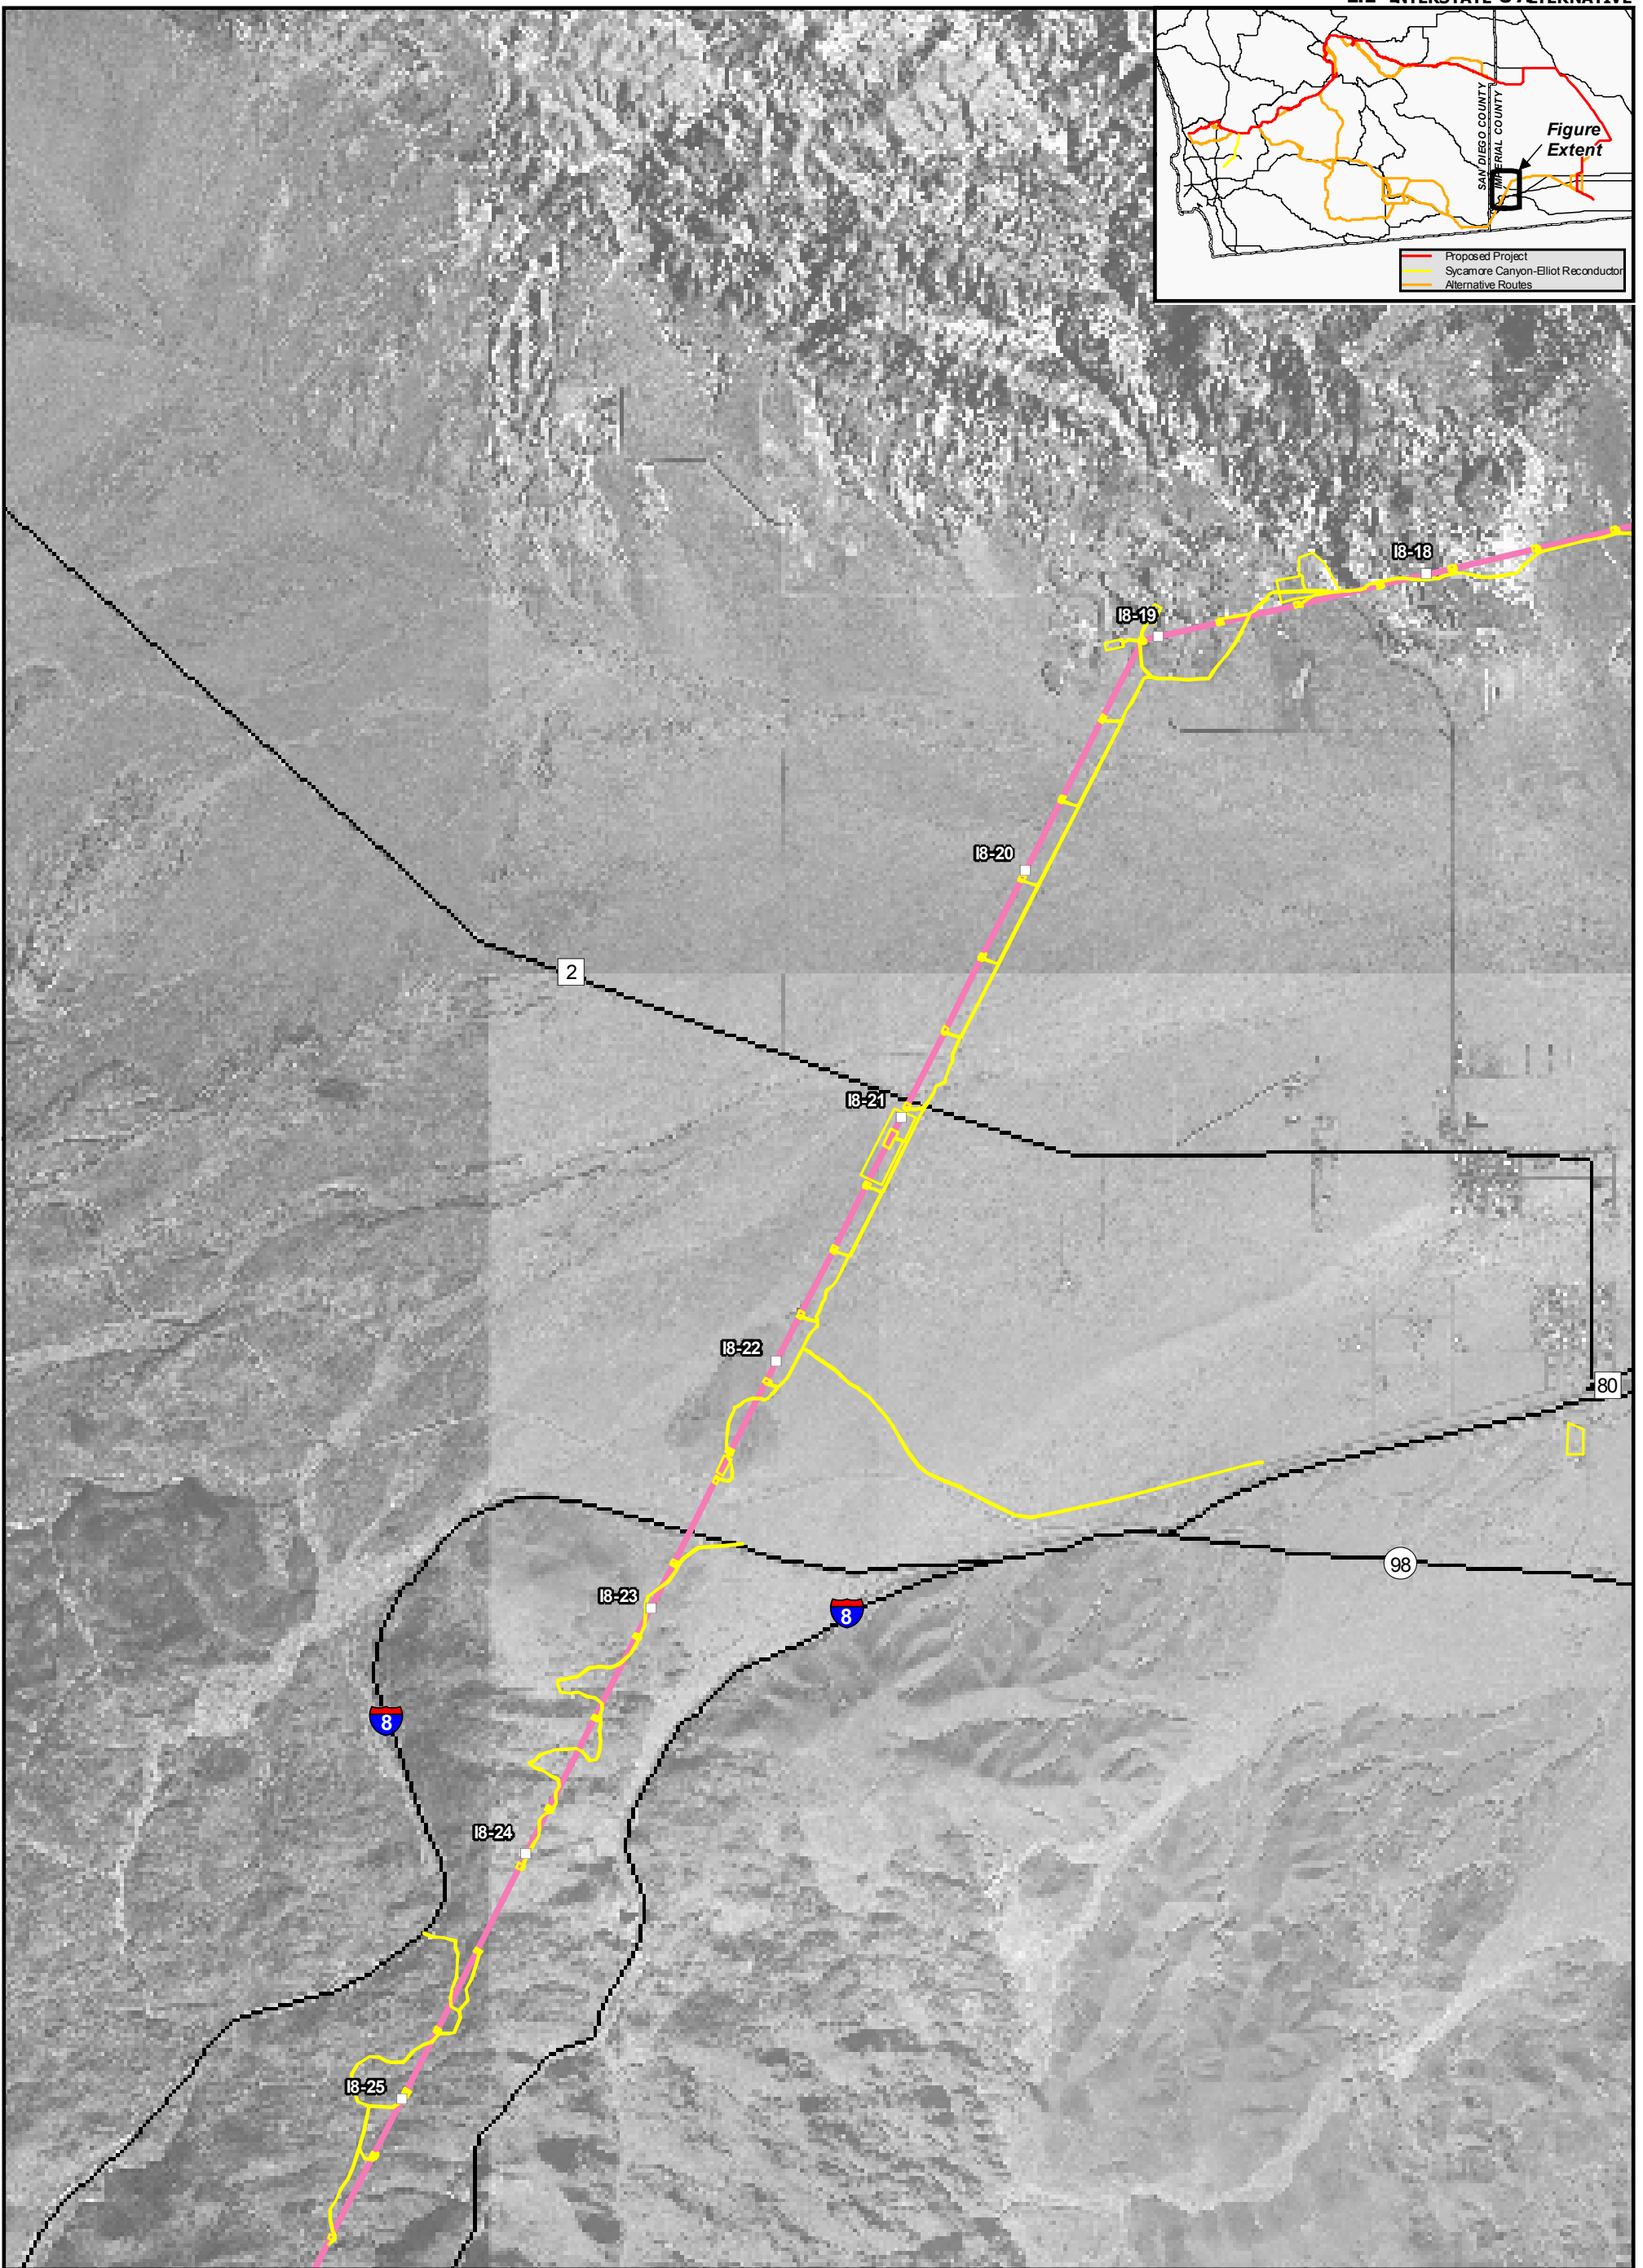 SAN DIEGO COUNTY
IMPERIAL COUNTY
Figure
Extent
Proposed Project
Sycamore Canyon-Elliot Reconductor
Alternative Routes
I8-18
I8-19
I8-20
2
I8-21
I8-22
80
98
I8-23
8
8
I8-24
I8-25